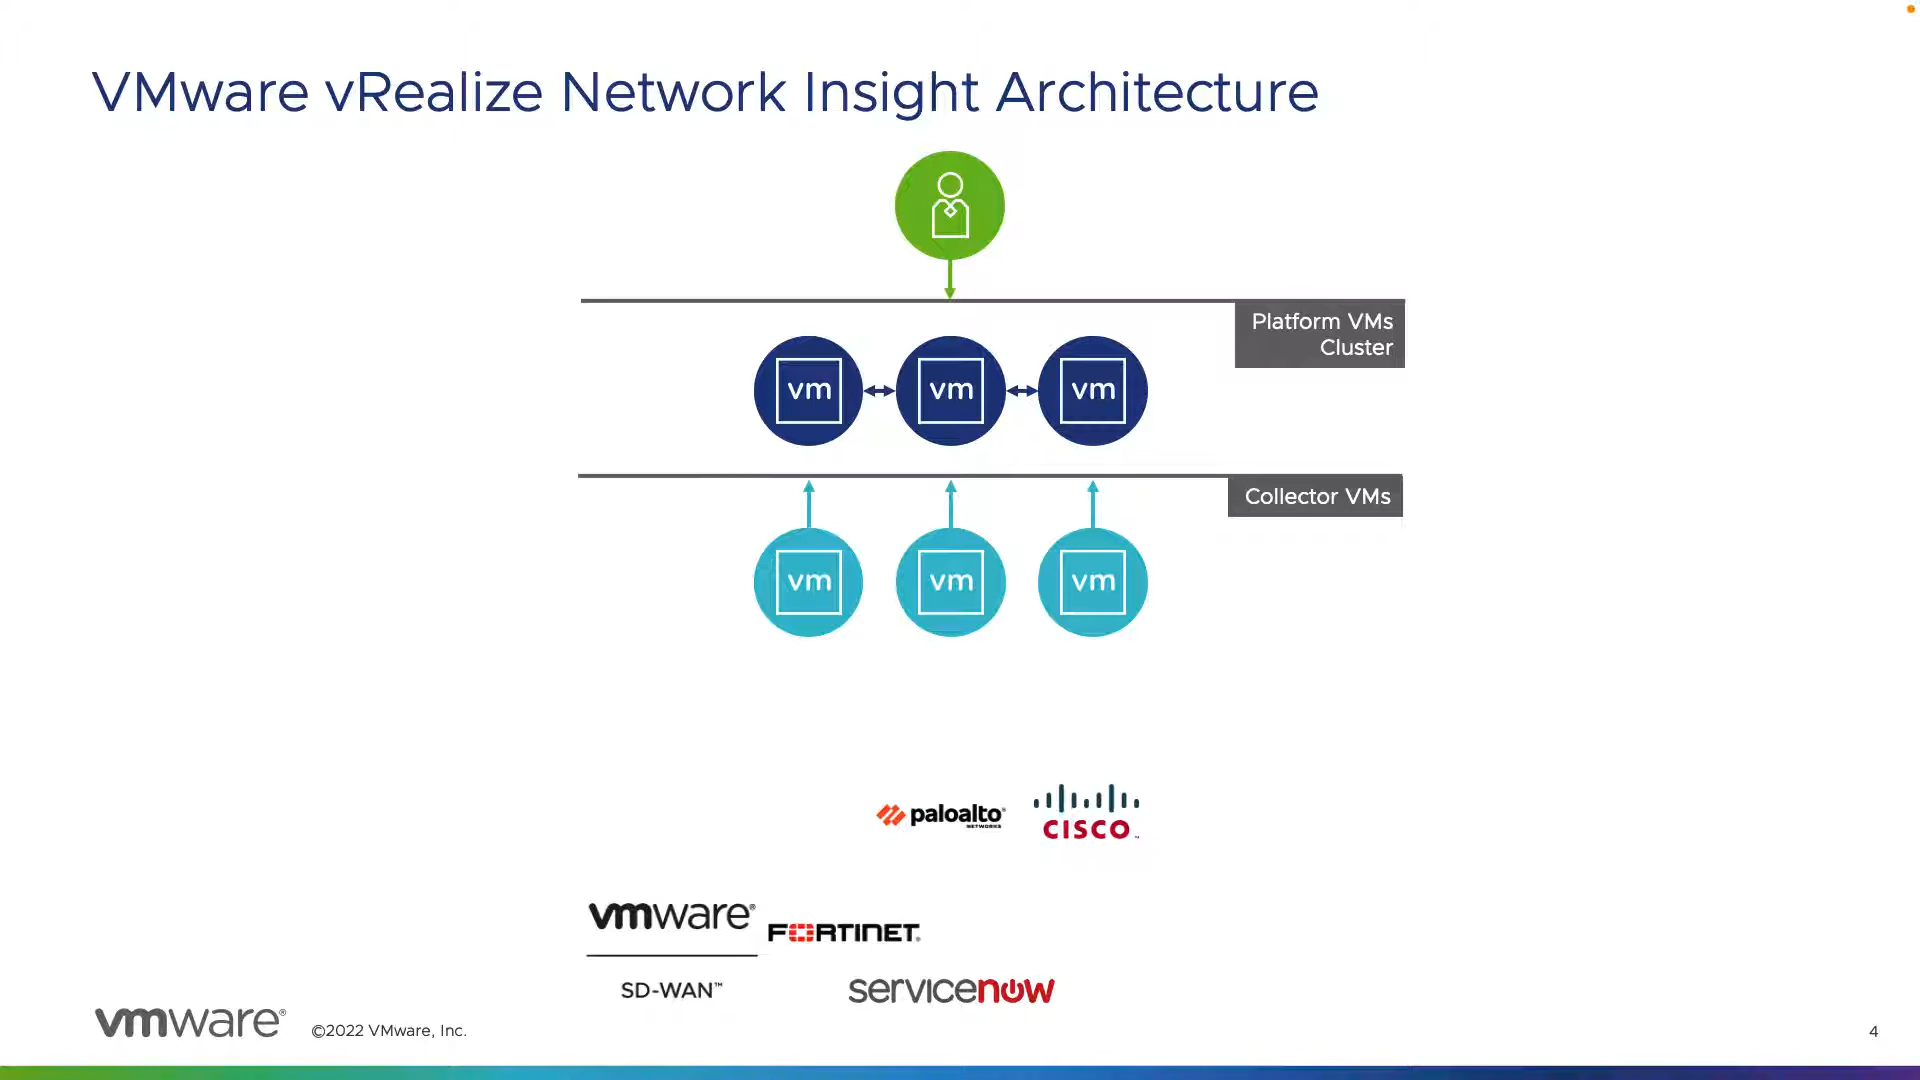 VMware vRealize Network Insight Architecture
Platform VMs
Cluster
vm vm vm
Collector VMs
vm vm vm
paloalto®
NETWORKS
CISCO™
vmware®
FORTINET®
SD-WAN™
servicenow
vmware® ©2022 VMware, Inc.
4